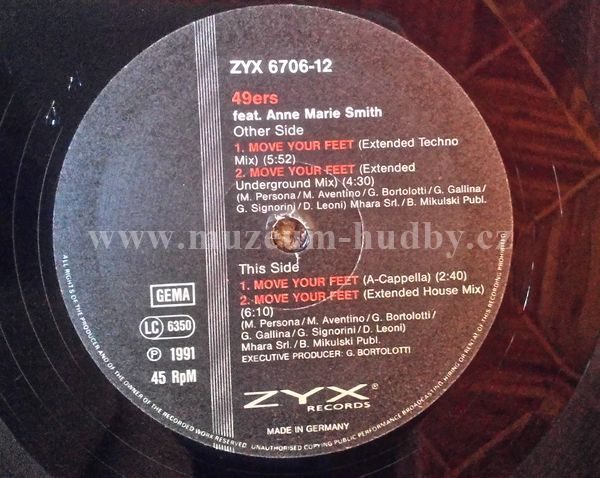 ZYX 6706-12
49ers
feat. Anne Marie Smith
Other Side
1. MOVE YOUR FEET (Extended Techno
Mix) (5:52)
2. MOVE YOUR FEET (Extended
Underground Mix) (4:30)
(M. Persona/M. Aventino/G. Bortolotti/G. Gallina/
G. Signorini/D. Leoni) Mhara Srl./B. Mikulski Publ.
www.muzeum-hudby.cz
This Side
1. MOVE YOUR FEET (A-Cappella) (2:40)
2. MOVE YOUR FEET (Extended House Mix)
(6:10)
(M. Persona/M. Aventino/G. Bortolotti/
G. Gallina/G. Signorini/D. Leoni)
Mhara Srl./B. Mikulski Publ.
EXECUTIVE PRODUCER: G. BORTOLOTTI
GEMA
LC 6350
℗ 1991
45 RpM
ZYX®
RECORDS
MADE IN GERMANY
ALL RIGHTS OF THE PRODUCER AND OF THE OWNER OF THE RECORDED WORK RESERVED. UNAUTHORISED COPYING PUBLIC PERFORMANCE BROADCASTING HIRING OR RENTAL OF THIS RECORDING PROHIBITED.